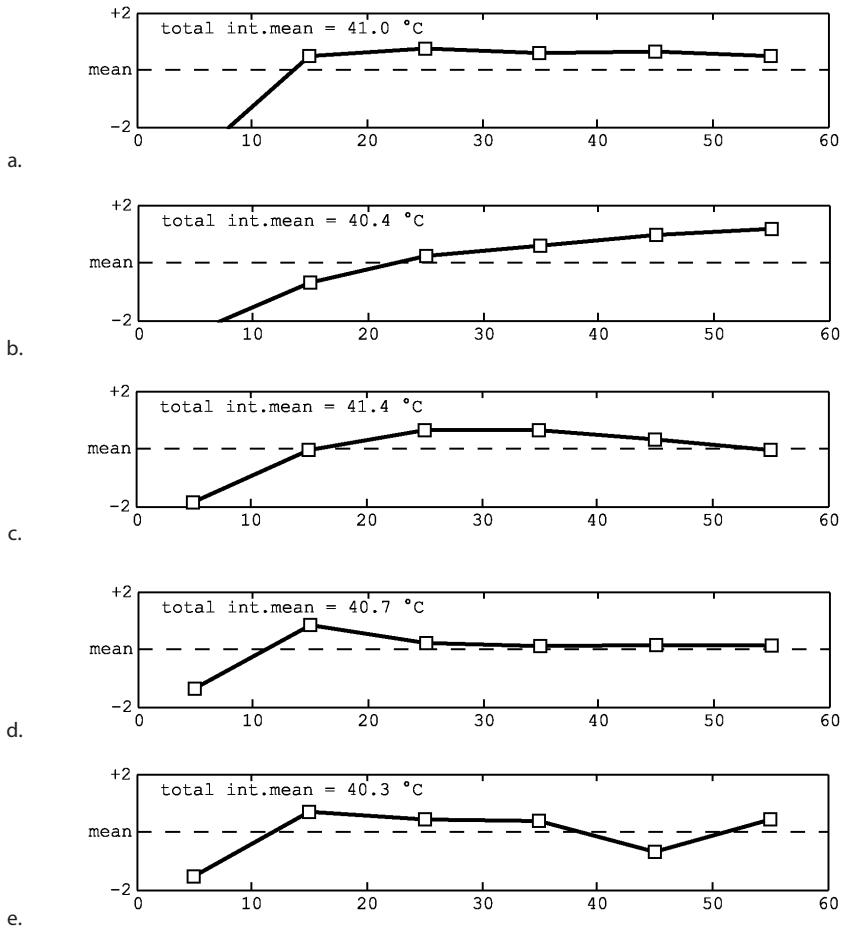 +2
total int.mean = 41.0 °C
mean
-2
0 10 20 30 40 50 60
a.
+2
total int.mean = 40.4 °C
mean
-2
0 10 20 30 40 50 60
b.
+2
total int.mean = 41.4 °C
mean
-2
0 10 20 30 40 50 60
c.
+2
total int.mean = 40.7 °C
mean
-2
0 10 20 30 40 50 60
d.
+2
total int.mean = 40.3 °C
mean
-2
0 10 20 30 40 50 60
e.